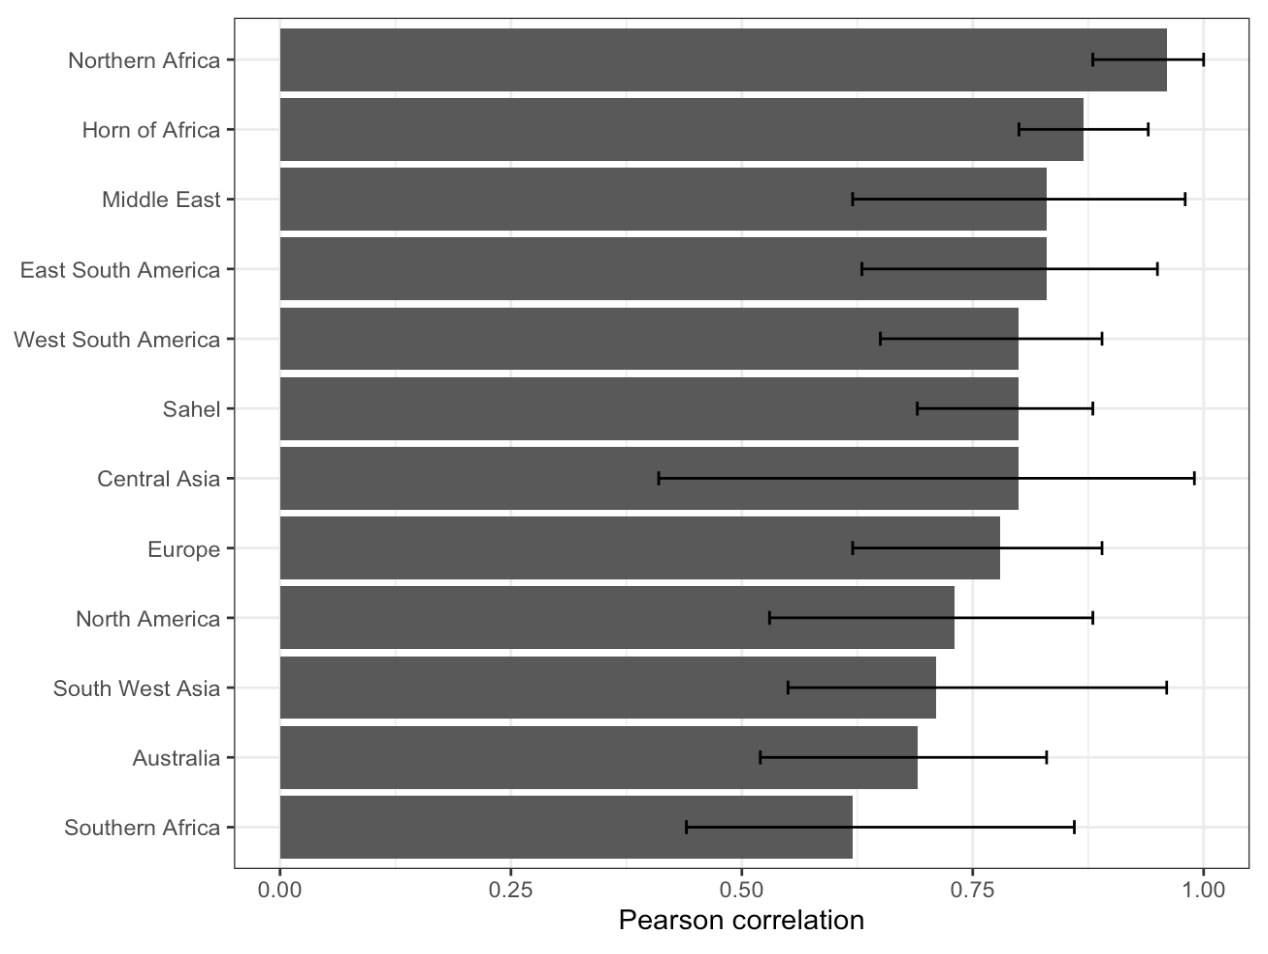 Northern Africa
Horn of Africa
Middle East
East South America
West South America
Sahel
Central Asia
Europe
North America
South West Asia
Australia
Southern Africa
0.00 0.25 0.50 0.75 1.00
Pearson correlation